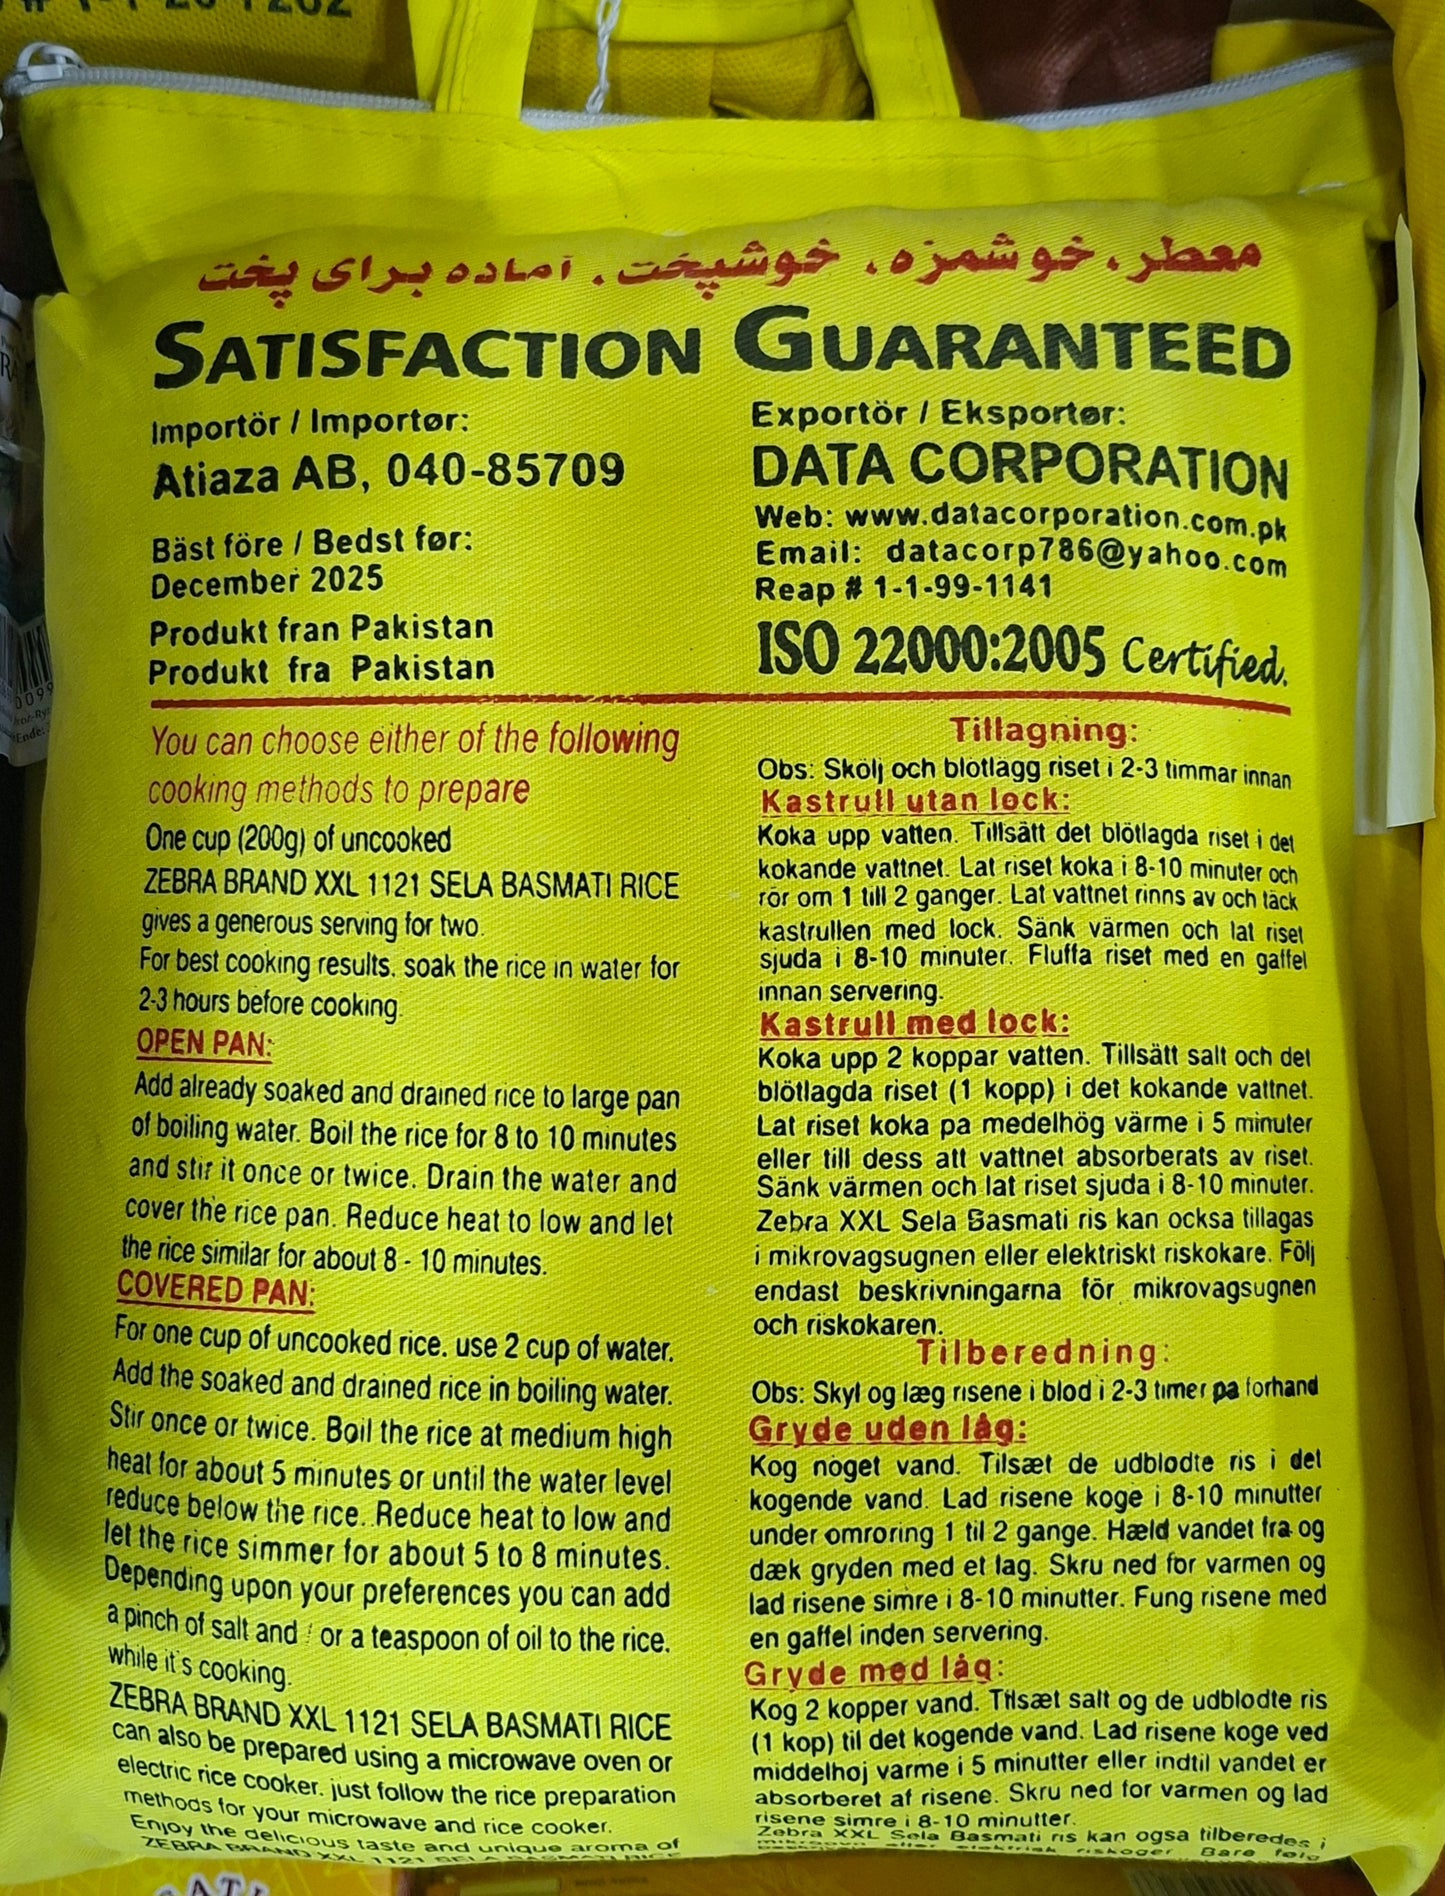 معطر، خوشمزه، خوشپخت، آماده برای پخت
SATISFACTION GUARANTEED
Importör / Importør:
Atiaza AB, 040-85709
Bäst före / Bedst før:
December 2025
Produkt fran Pakistan
Produkt fra Pakistan
Exportör / Eksportør:
DATA CORPORATION
Web: www.datacorporation.com.pk
Email: datacorp786@yahoo.com
Reap # 1-1-99-1141
ISO 22000:2005 Certified.
You can choose either of the following
cooking methods to prepare
One cup (200g) of uncooked
ZEBRA BRAND XXL 1121 SELA BASMATI RICE
gives a generous serving for two.
For best cooking results. soak the rice in water for
2-3 hours before cooking.
OPEN PAN:
Add already soaked and drained rice to large pan
of boiling water. Boil the rice for 8 to 10 minutes
and stir it once or twice. Drain the water and
cover the rice pan. Reduce heat to low and let
the rice similar for about 8 - 10 minutes.
COVERED PAN:
For one cup of uncooked rice. use 2 cup of water.
Add the soaked and drained rice in boiling water.
Stir once or twice. Boil the rice at medium high
heat for about 5 minutes or until the water level
reduce below the rice. Reduce heat to low and
let the rice simmer for about 5 to 8 minutes.
Depending upon your preferences you can add
a pinch of salt and / or a teaspoon of oil to the rice.
while it's cooking.
ZEBRA BRAND XXL 1121 SELA BASMATI RICE
can also be prepared using a microwave oven or
electric rice cooker. just follow the rice preparation
methods for your microwave and rice cooker.
Enjoy the delicious taste and unique aroma of
ZEBRA BRAND XXL 1121 SELA BASMATI RICE
Tillagning:
Obs: Skölj och blotlagg riset i 2-3 timmar innan
Kastrull utan lock:
Koka upp vatten. Tillsätt det blötlagda riset i det
kokande vattnet. Lat riset koka i 8-10 minuter och
rör om 1 till 2 ganger. Lat vattnet rinns av och täck
kastrullen med lock. Sänk värmen och lat riset
sjuda i 8-10 minuter. Fluffa riset med en gaffel
innan servering.
Kastrull med lock:
Koka upp 2 koppar vatten. Tillsätt salt och det
blötlagda riset (1 kopp) i det kokande vattnet.
Lat riset koka pa medelhög värme i 5 minuter
eller till dess att vattnet absorberats av riset.
Sänk värmen och lat riset sjuda i 8-10 minuter.
Zebra XXL Sela Basmati ris kan ocksa tillagas
i mikrovagsugnen eller elektriskt riskokare. Följ
endast beskrivningarna för mikrovagsugnen
och riskokaren.
Tilberedning:
Obs: Skyl og læg risene i blod i 2-3 timer pa forhand
Gryde uden låg:
Kog noget vand. Tilsæt de udblodte ris i det
kogende vand. Lad risene koge i 8-10 minutter
under omroring 1 til 2 gange. Hæld vandet fra og
dæk gryden med et lag. Skru ned for varmen og
lad risene simre i 8-10 minutter. Fung risene med
en gaffel inden servering.
Gryde med låg:
Kog 2 kopper vand. Tilsæt salt og de udblodte ris
(1 kop) til det kogende vand. Lad risene koge ved
middelhoj varme i 5 minutter eller indtil vandet er
absorberet af risene. Skru ned for varmen og lad
risene simre i 8-10 minutter.
Zebra XXL Sela Basmati ris kan ogsa tilberedes i
elektrisk riskoger. Bare følg